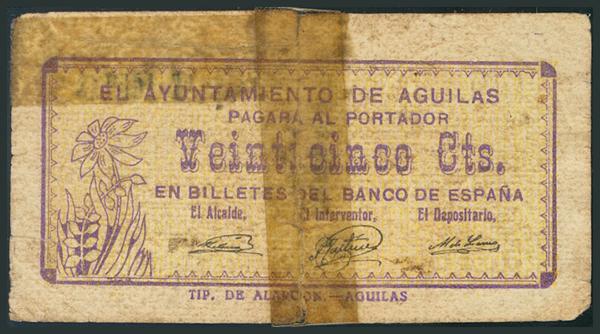 EL AYUNTAMIENTO DE AGUILAS
PAGARA AL PORTADOR
Veinticinco Cts.
EN BILLETES DEL BANCO DE ESPAÑA
El Alcalde, El Interventor, El Depositario,
TIP. DE ALARCON.—AGUILAS